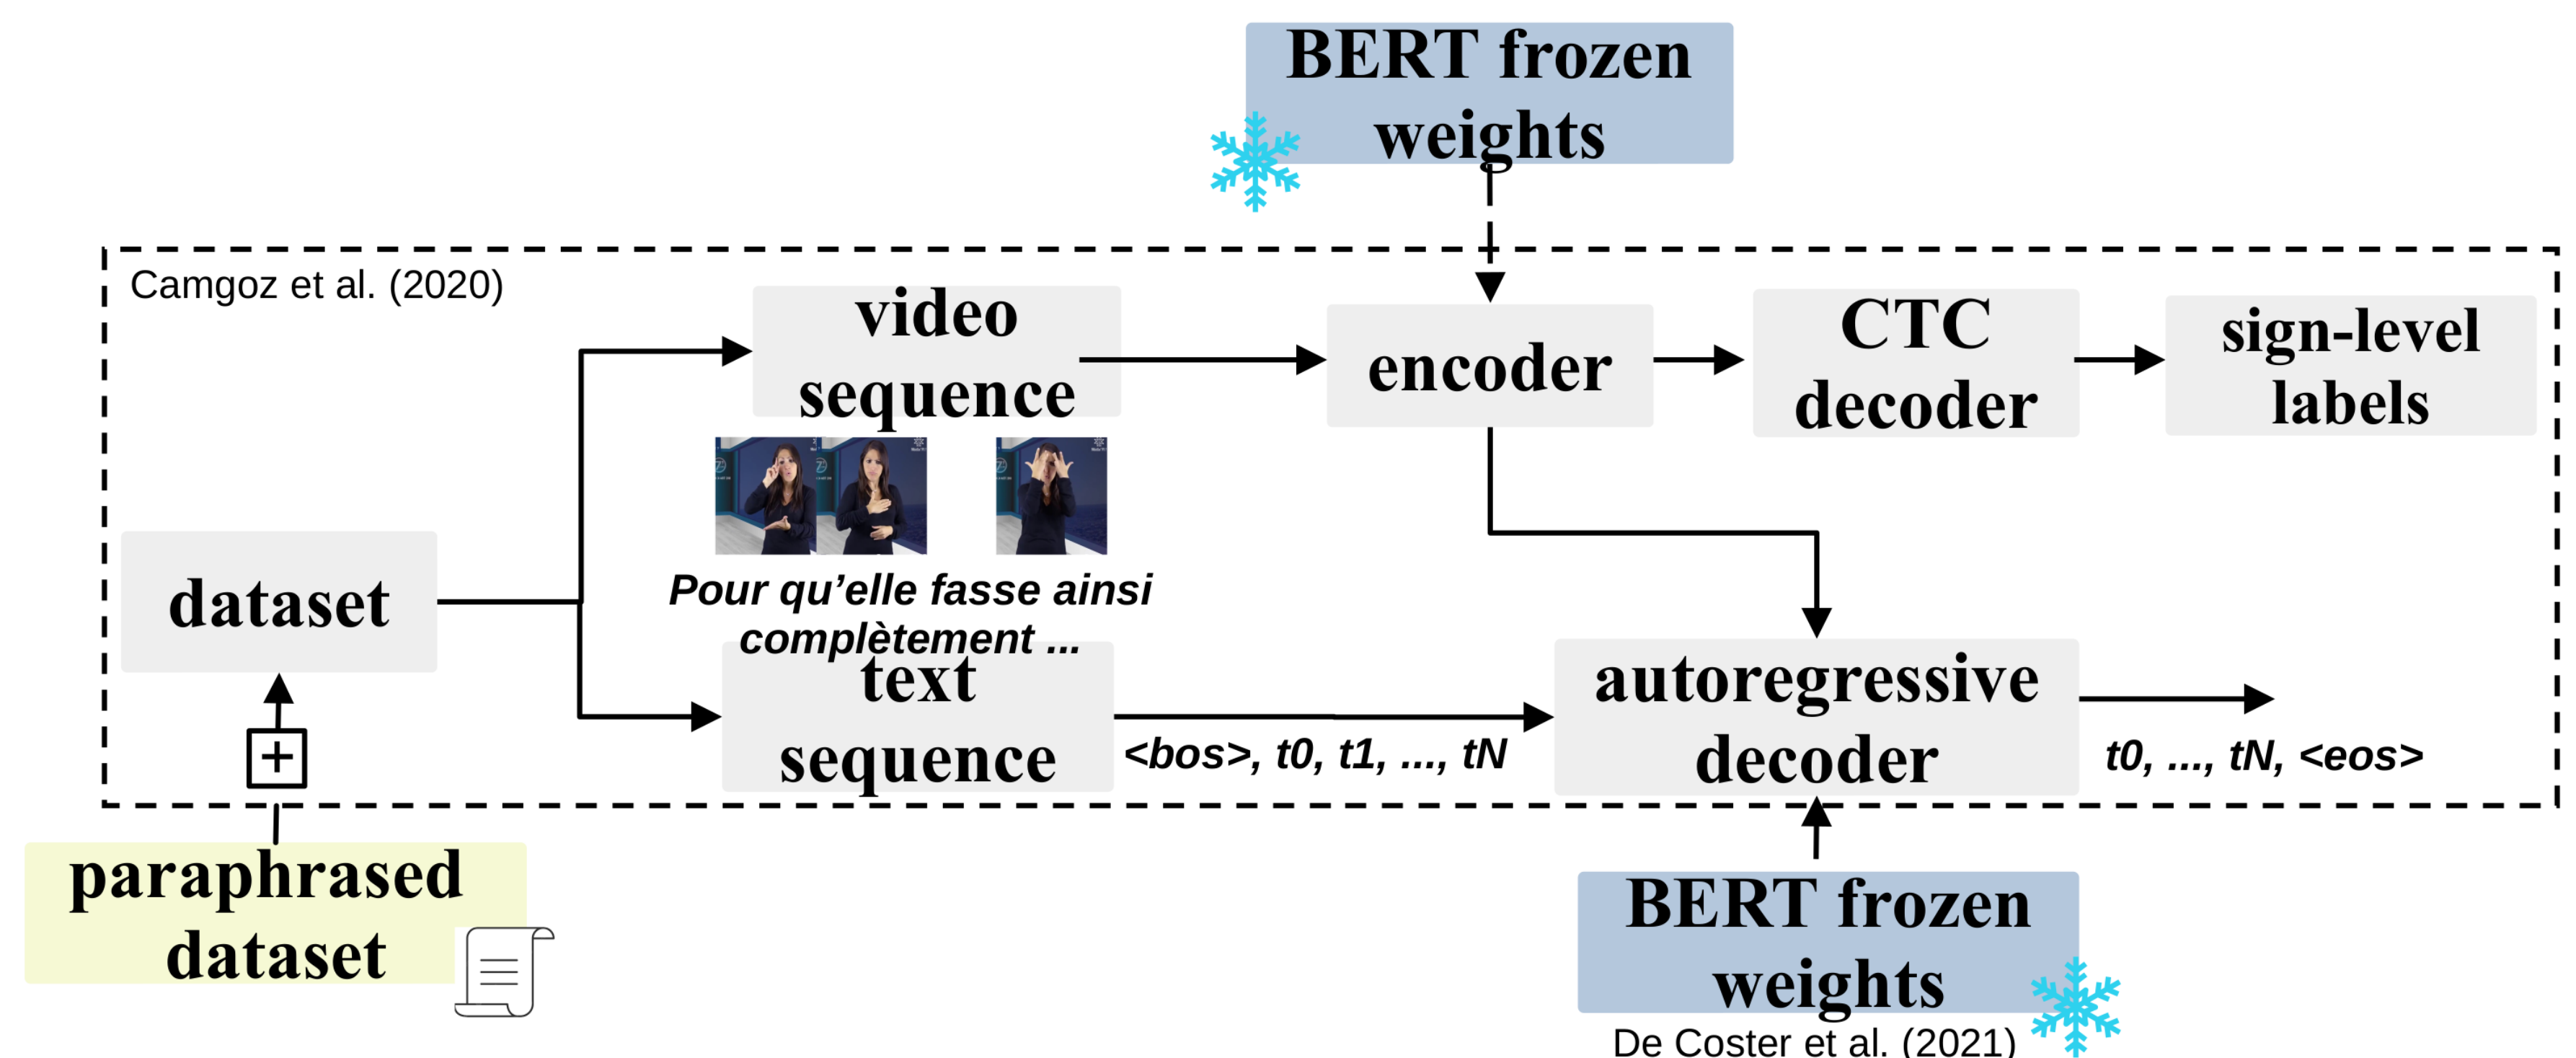 BERT frozen
weights
Camgoz et al. (2020)
video
sequence
encoder
CTC
decoder
sign-level
labels
dataset
Pour qu’elle fasse ainsi
complètement ...
text
sequence
<bos>, t0, t1, ..., tN
autoregressive
decoder
t0, ..., tN, <eos>
+
paraphrased
dataset
BERT frozen
weights
De Coster et al. (2021)